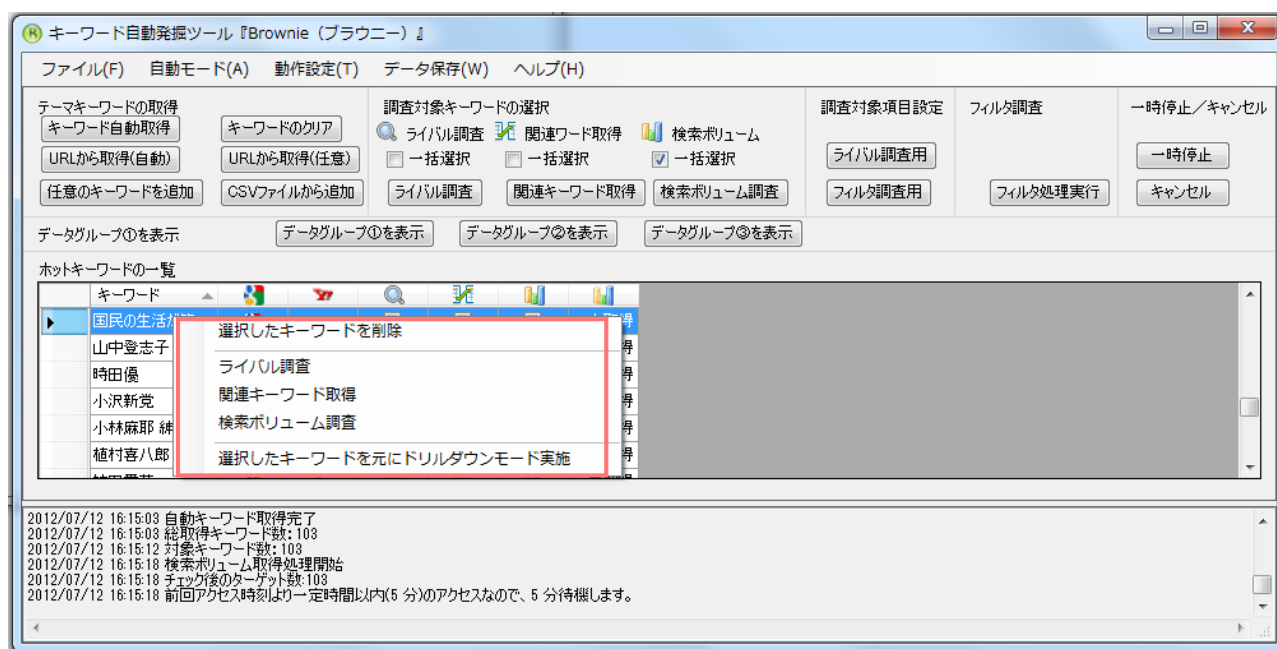 キーワード自動発掘ツール『Brownie（ブラウニー）』
ファイル(F) 自動モード(A) 動作設定(T) データ保存(W) ヘルプ(H)
テーマキーワードの取得 調査対象キーワードの選択 調査対象項目設定 フィルタ調査 一時停止／キャンセル
キーワード自動取得 キーワードのクリア ライバル調査 関連ワード取得 検索ボリューム
URLから取得(自動) URLから取得(任意) 一括選択 一括選択 一括選択 ライバル調査用 一時停止
任意のキーワードを追加 CSVファイルから追加 ライバル調査 関連キーワード取得 検索ボリューム調査 フィルタ調査用 フィルタ処理実行 キャンセル
データグループ①を表示 データグループ①を表示 データグループ②を表示 データグループ③を表示
ホットキーワードの一覧
キーワード
国民の生活が
選択したキーワードを削除
山中登志子 得
ライバル調査
時田優 得
関連キーワード取得
小沢新党 得
検索ボリューム調査
小林麻耶 得
植村喜八郎 得
選択したキーワードを元にドリルダウンモード実施
2012/07/12 16:15:03 自動キーワード取得完了
2012/07/12 16:15:03 総取得キーワード数:103
2012/07/12 16:15:12 対象キーワード数:103
2012/07/12 16:15:18 検索ボリューム取得処理開始
2012/07/12 16:15:18 チェック後のターゲット数:103
2012/07/12 16:15:18 前回アクセス時刻より一定時間以内(5 分)のアクセスなので、5 分待機します。